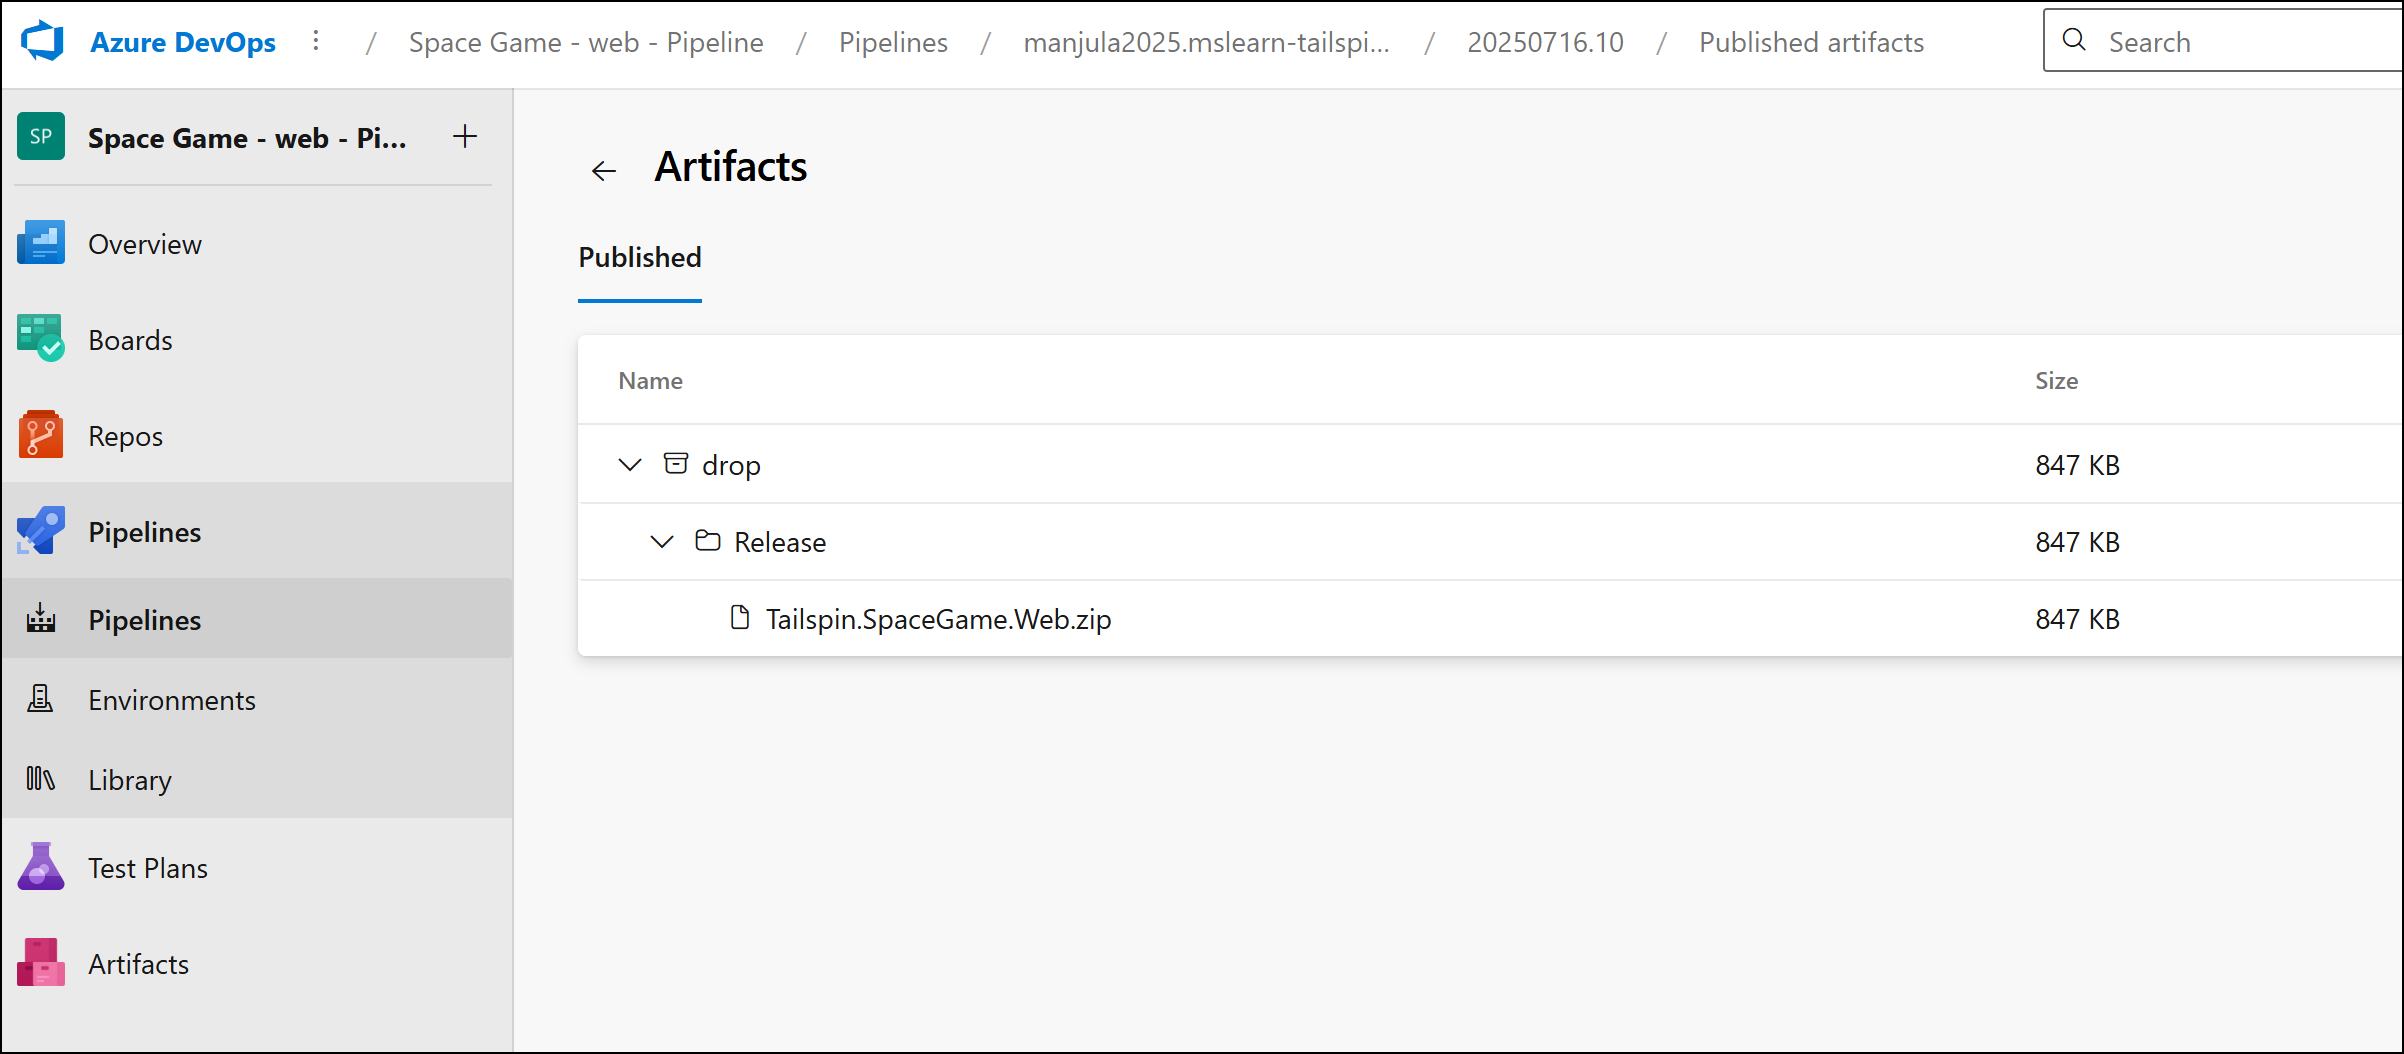 Azure DevOps / Space Game - web - Pipeline / Pipelines / manjula2025.mslearn-tailspi... / 20250716.10 / Published artifacts
Search
SP
Space Game - web - Pi...
Overview
Boards
Repos
Pipelines
Pipelines
Environments
Library
Test Plans
Artifacts
Artifacts
Published
Name Size
drop 847 KB
Release 847 KB
Tailspin.SpaceGame.Web.zip 847 KB